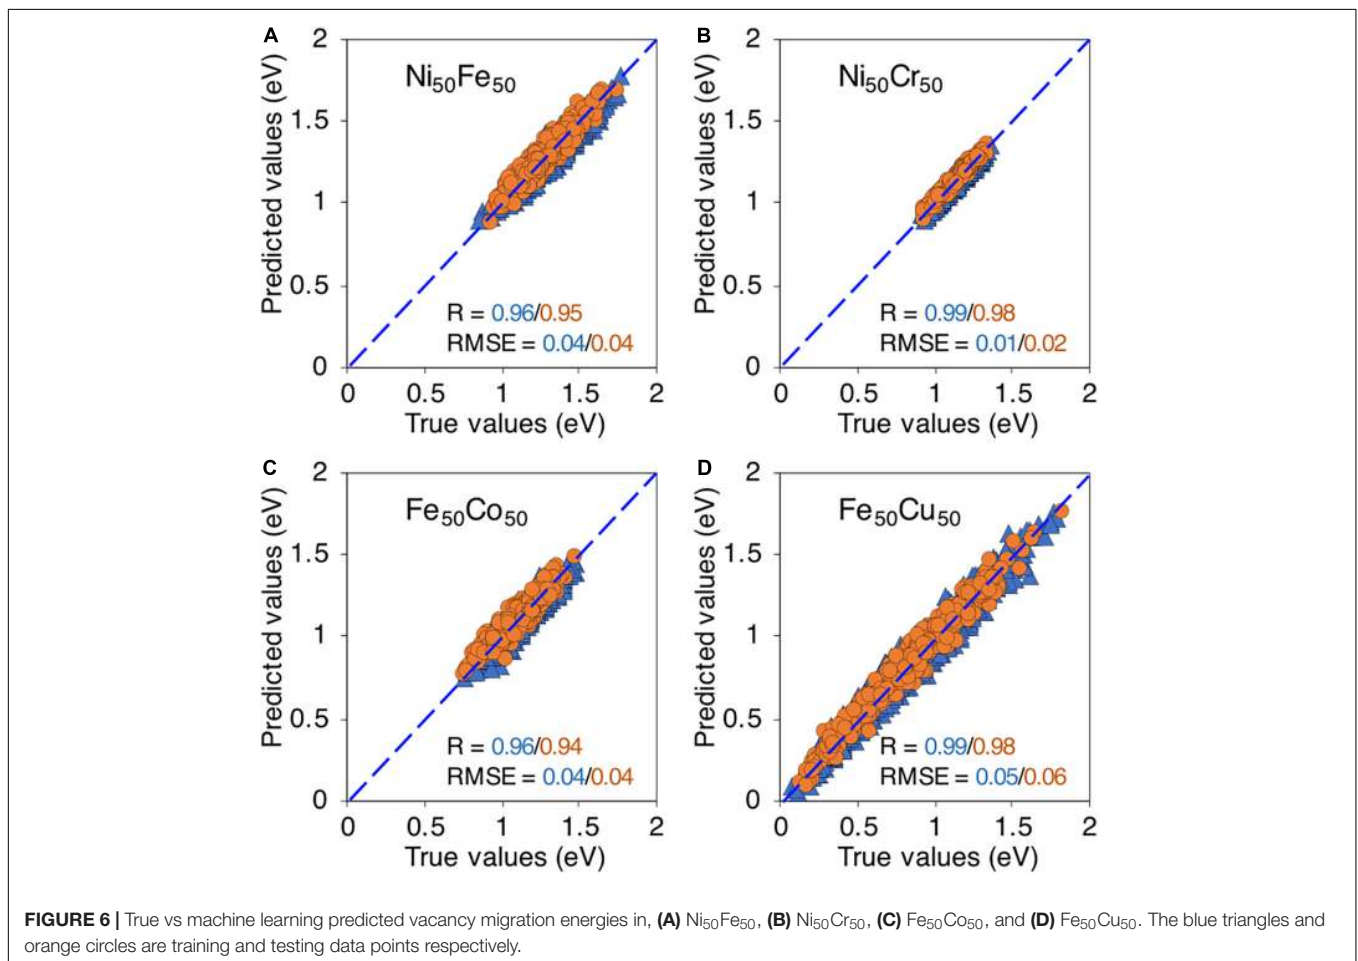 A
Ni50Fe50
Predicted values (eV)
2
1.5
1
0.5
0
R = 0.96/0.95
RMSE = 0.04/0.04
0 0.5 1 1.5 2
True values (eV)
B
Ni50Cr50
Predicted values (eV)
2
1.5
1
0.5
0
R = 0.99/0.98
RMSE = 0.01/0.02
0 0.5 1 1.5 2
True values (eV)
C
Fe50Co50
Predicted values (eV)
2
1.5
1
0.5
0
R = 0.96/0.94
RMSE = 0.04/0.04
0 0.5 1 1.5 2
True values (eV)
D
Fe50Cu50
Predicted values (eV)
2
1.5
1
0.5
0
R = 0.99/0.98
RMSE = 0.05/0.06
0 0.5 1 1.5 2
True values (eV)
FIGURE 6 | True vs machine learning predicted vacancy migration energies in, (A) Ni50Fe50, (B) Ni50Cr50, (C) Fe50Co50, and (D) Fe50Cu50. The blue triangles and
orange circles are training and testing data points respectively.